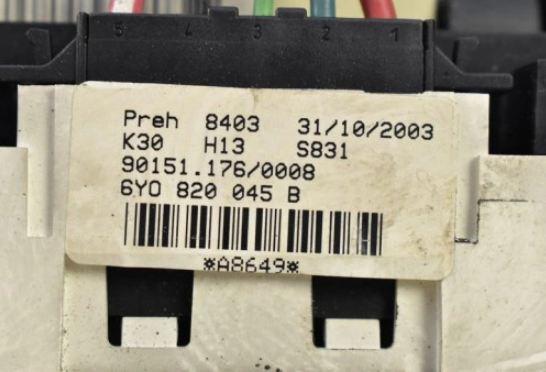 5 4 3 2 1
Preh 8403 31/10/2003
K30 H13 S831
90151.176/0008
6Y0 820 045 B
*A8649*